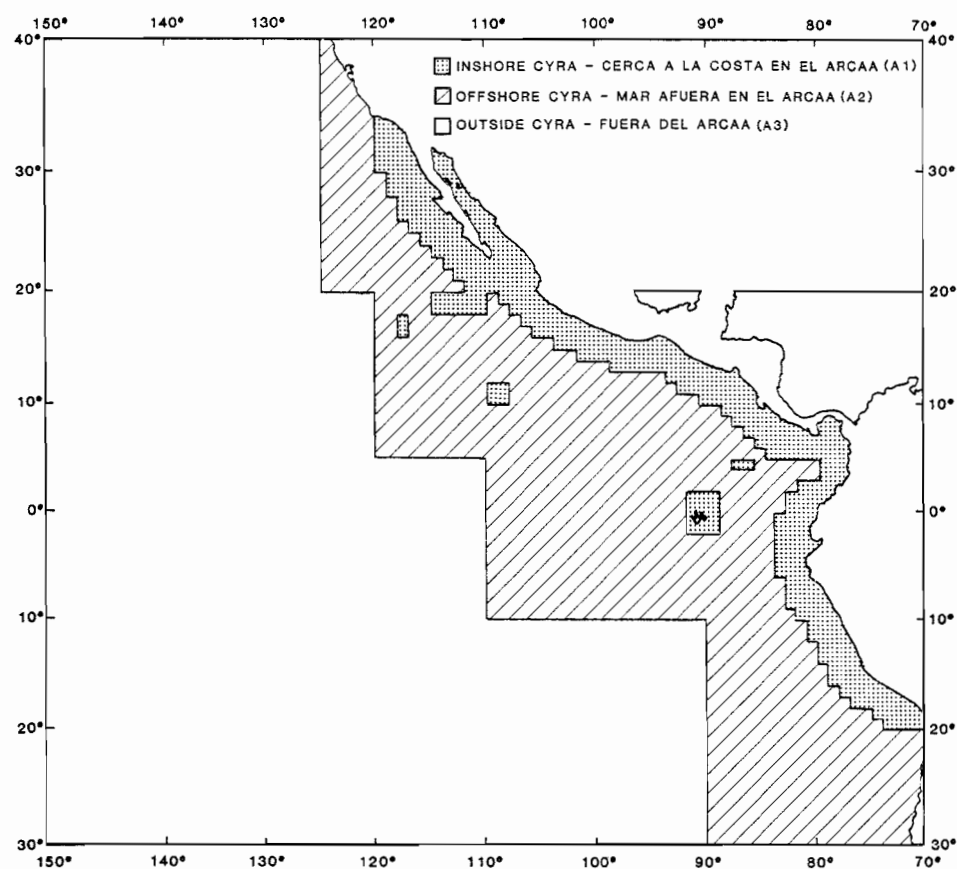 150° 140° 130° 120° 110° 100° 90° 80° 70°
40° 40°
INSHORE CYRA - CERCA A LA COSTA EN EL ARCAA (A1)
OFFSHORE CYRA - MAR AFUERA EN EL ARCAA (A2)
OUTSIDE CYRA - FUERA DEL ARCAA (A3)
30° 30°
20° 20°
10° 10°
0° 0°
10° 10°
20° 20°
30° 30°
150° 140° 130° 120° 110° 100° 90° 80° 70°